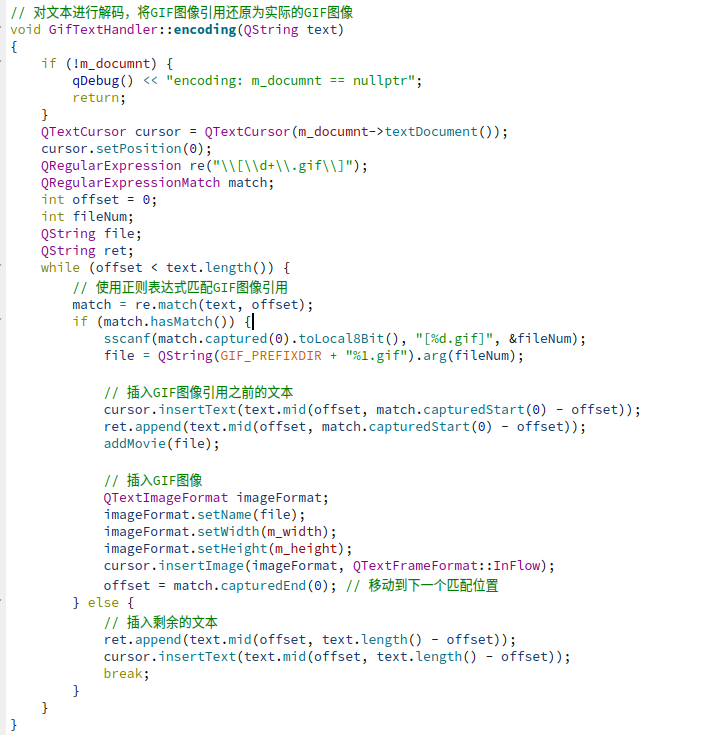 // 对文本进行解码，将GIF图像引用还原为实际的GIF图像
void GifTextHandler::encoding(QString text)
{
    if (!m_documnt) {
        qDebug() << "encoding: m_documnt == nullptr";
        return;
    }
    QTextCursor cursor = QTextCursor(m_documnt->textDocument());
    cursor.setPosition(0);
    QRegularExpression re("\\[\\d+\\.gif\\]");
    QRegularExpressionMatch match;
    int offset = 0;
    int fileNum;
    QString file;
    QString ret;
    while (offset < text.length()) {
        // 使用正则表达式匹配GIF图像引用
        match = re.match(text, offset);
        if (match.hasMatch()) {
            sscanf(match.captured(0).toLocal8Bit(), "[%d.gif]", &fileNum);
            file = QString(GIF_PREFIXDIR + "%1.gif").arg(fileNum);

            // 插入GIF图像引用之前的文本
            cursor.insertText(text.mid(offset, match.capturedStart(0) - offset));
            ret.append(text.mid(offset, match.capturedStart(0) - offset));
            addMovie(file);

            // 插入GIF图像
            QTextImageFormat imageFormat;
            imageFormat.setName(file);
            imageFormat.setWidth(m_width);
            imageFormat.setHeight(m_height);
            cursor.insertImage(imageFormat, QTextFrameFormat::InFlow);
            offset = match.capturedEnd(0); // 移动到下一个匹配位置
        } else {
            // 插入剩余的文本
            ret.append(text.mid(offset, text.length() - offset));
            cursor.insertText(text.mid(offset, text.length() - offset));
            break;
        }
    }
}